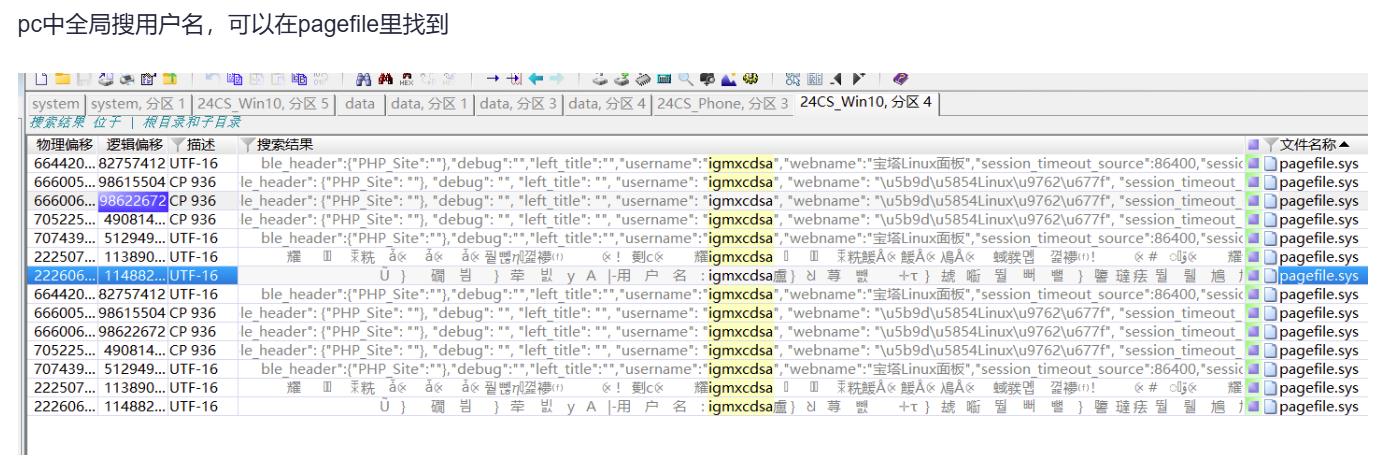 pc中全局搜用户名，可以在pagefile里找到
system system, 分区 1 24CS_Win10, 分区 5 data data, 分区 1 data, 分区 3 data, 分区 4 24CS_Phone, 分区 3 24CS_Win10, 分区 4
搜索结果 位于 | 根目录和子目录
物理偏移 逻辑偏移 描述 搜索结果 文件名称
664420... 82757412 UTF-16 ble_header":{"PHP_Site":""},"debug":"","left_title":"","username":"igmxcdsa","webname":"宝塔Linux面板","session_timeout_source":86400,"sessic pagefile.sys
666005... 98615504 CP 936 le_header": {"PHP_Site": ""}, "debug": "", "left_title": "", "username": "igmxcdsa", "webname": "\u5b9d\u5854Linux\u9762\u677f", "session_timeout_ pagefile.sys
666006... 98622672 CP 936 le_header": {"PHP_Site": ""}, "debug": "", "left_title": "", "username": "igmxcdsa", "webname": "\u5b9d\u5854Linux\u9762\u677f", "session_timeout_ pagefile.sys
705225... 490814... CP 936 le_header": {"PHP_Site": ""}, "debug": "", "left_title": "", "username": "igmxcdsa", "webname": "\u5b9d\u5854Linux\u9762\u677f", "session_timeout_ pagefile.sys
707439... 512949... UTF-16 ble_header":{"PHP_Site":""},"debug":"","left_title":"","username":"igmxcdsa","webname":"宝塔Linux面板","session_timeout_source":86400,"sessic pagefile.sys
222507... 113890... UTF-16 igmxcdsa pagefile.sys
222606... 114882... UTF-16 y A |-用 户 名 :igmxcdsa pagefile.sys
664420... 82757412 UTF-16 ble_header":{"PHP_Site":""},"debug":"","left_title":"","username":"igmxcdsa","webname":"宝塔Linux面板","session_timeout_source":86400,"sessic pagefile.sys
666005... 98615504 CP 936 le_header": {"PHP_Site": ""}, "debug": "", "left_title": "", "username": "igmxcdsa", "webname": "\u5b9d\u5854Linux\u9762\u677f", "session_timeout_ pagefile.sys
666006... 98622672 CP 936 le_header": {"PHP_Site": ""}, "debug": "", "left_title": "", "username": "igmxcdsa", "webname": "\u5b9d\u5854Linux\u9762\u677f", "session_timeout_ pagefile.sys
705225... 490814... CP 936 le_header": {"PHP_Site": ""}, "debug": "", "left_title": "", "username": "igmxcdsa", "webname": "\u5b9d\u5854Linux\u9762\u677f", "session_timeout_ pagefile.sys
707439... 512949... UTF-16 ble_header":{"PHP_Site":""},"debug":"","left_title":"","username":"igmxcdsa","webname":"宝塔Linux面板","session_timeout_source":86400,"sessic pagefile.sys
222507... 113890... UTF-16 igmxcdsa pagefile.sys
222606... 114882... UTF-16 y A |-用 户 名 :igmxcdsa pagefile.sys